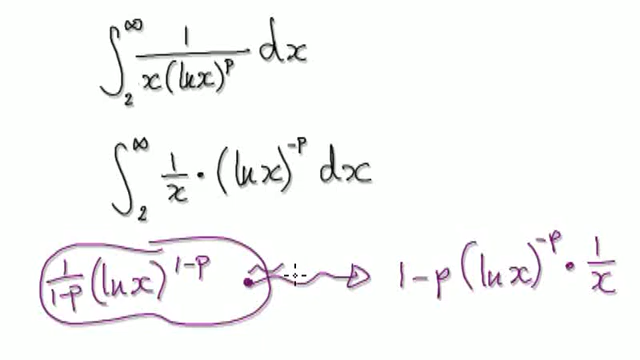 ∫₂^∞ 1/(x(ln x)^p) dx
∫₂^∞ 1/x · (ln x)^(-p) dx
1/(1-p) (ln x)^(1-p) → 1-p (ln x)^(-p) · 1/x